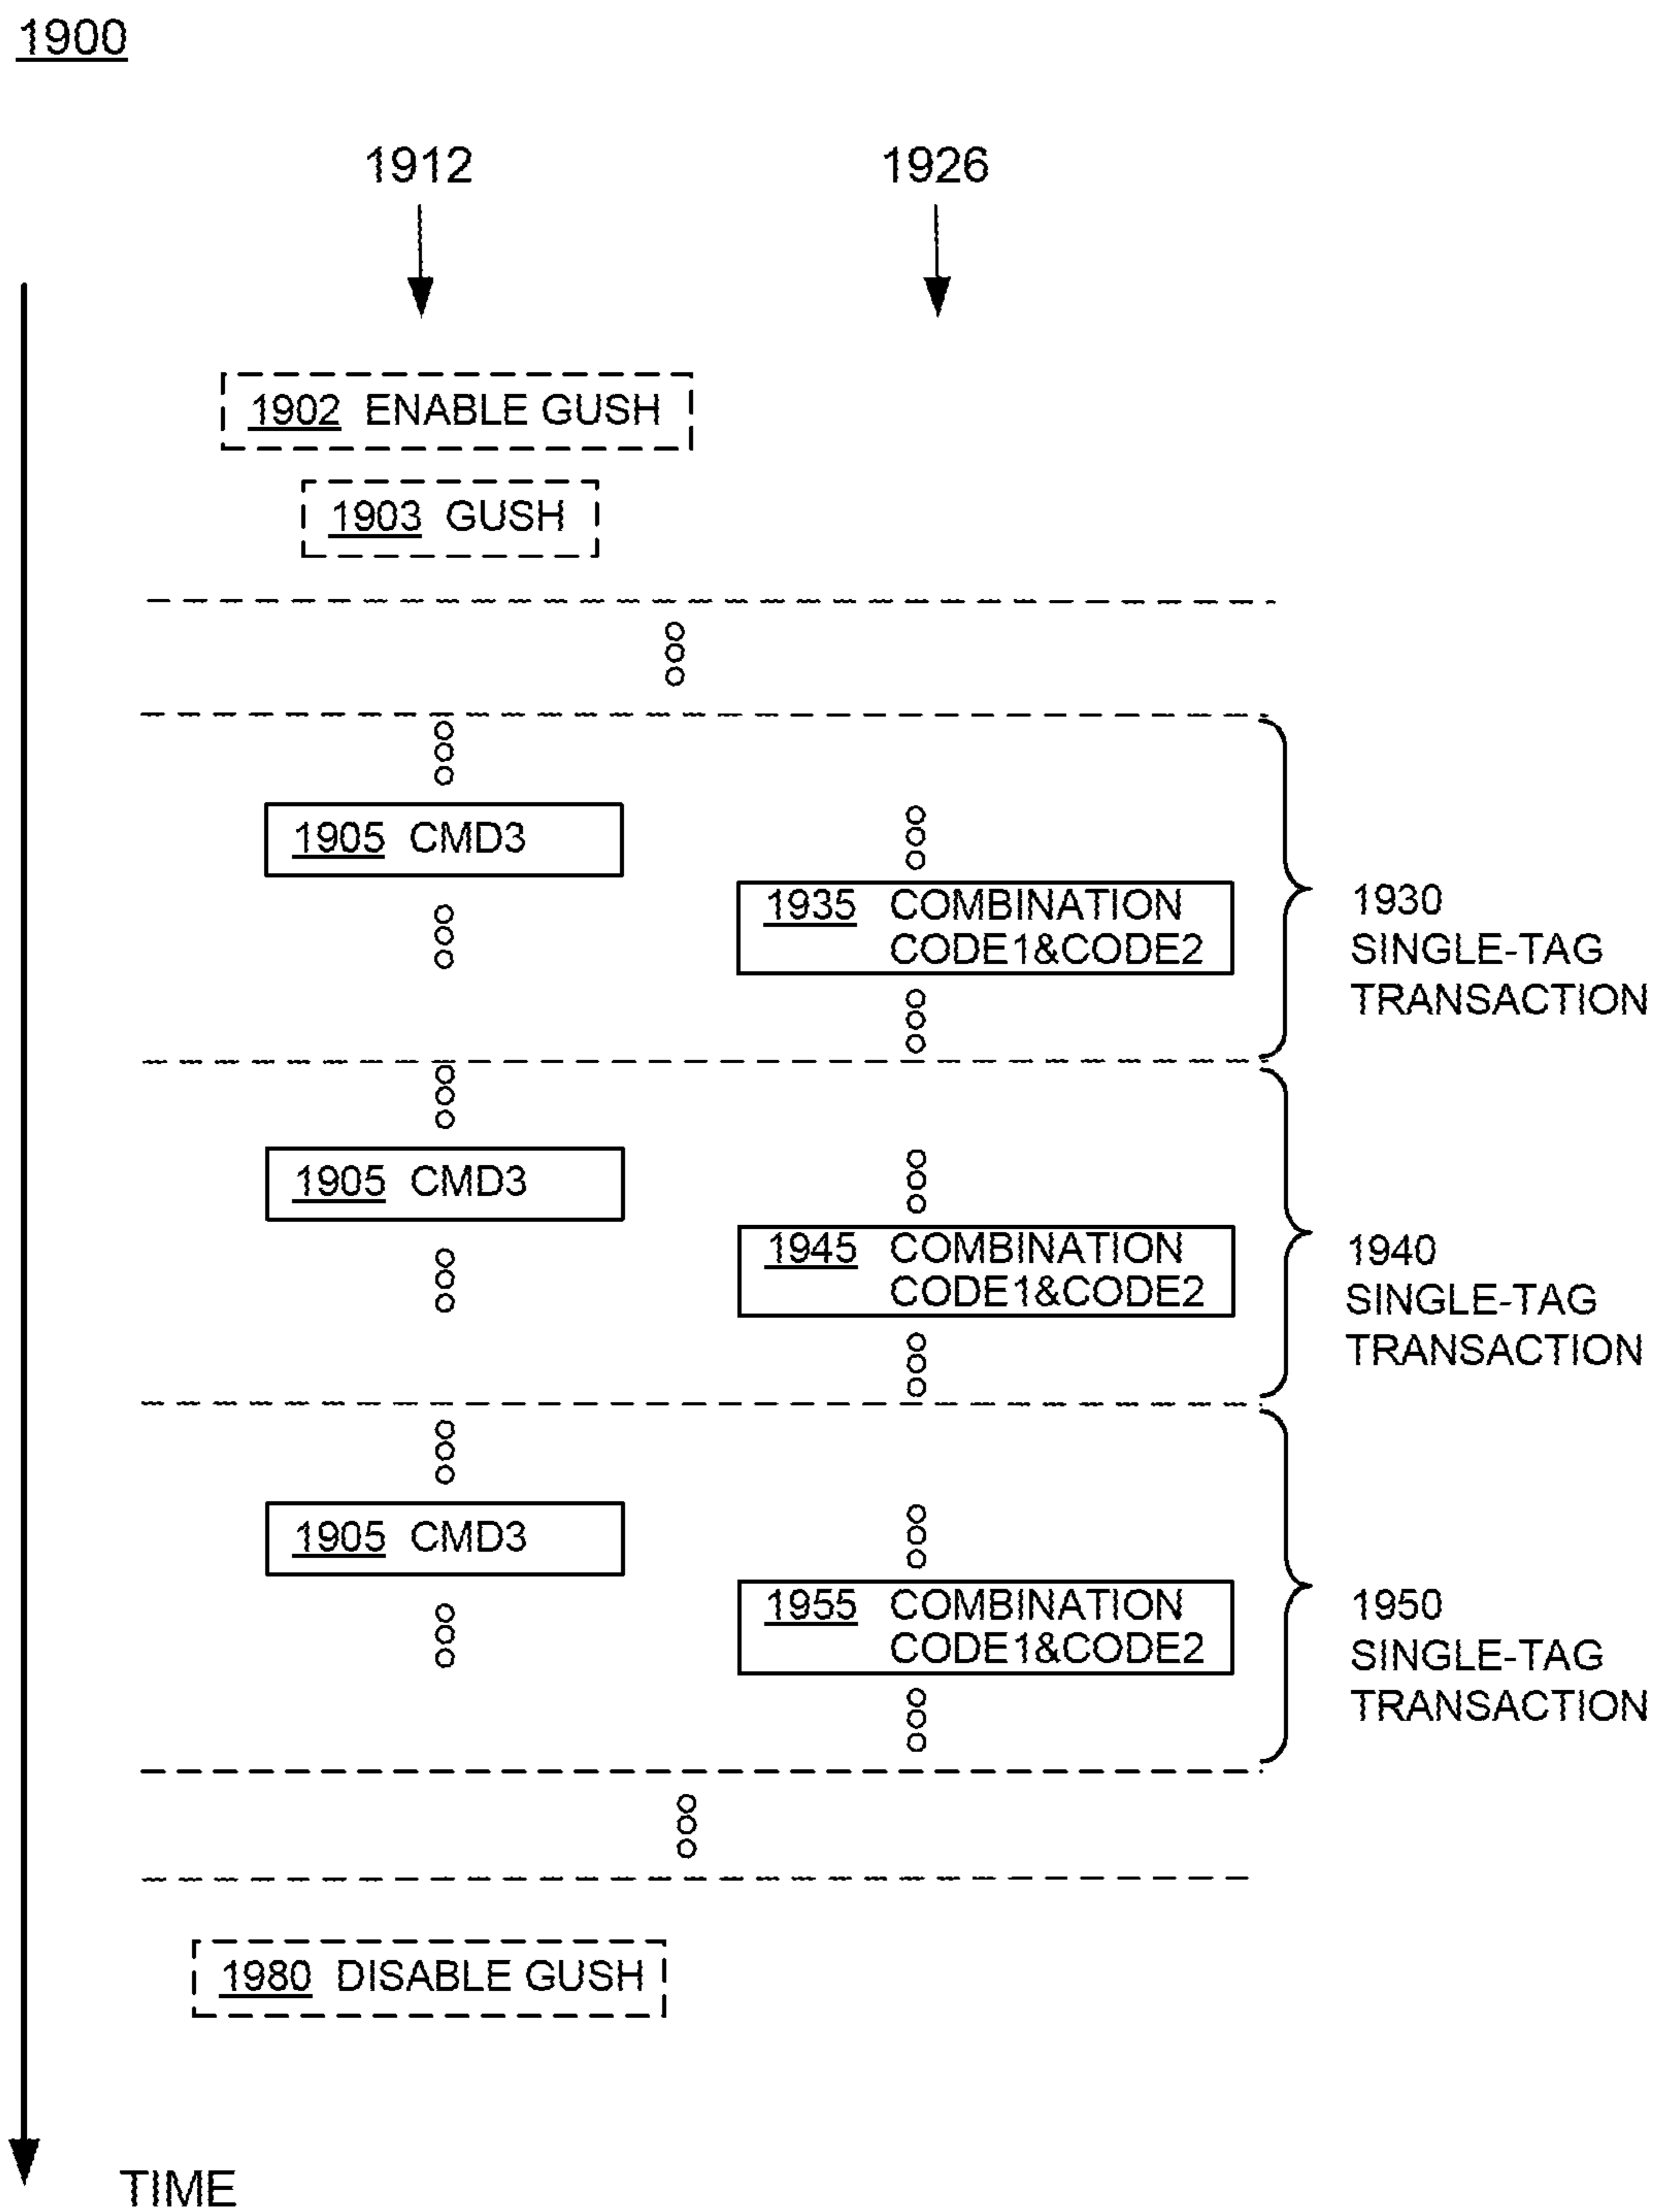 1900
1912 1926
1902 ENABLE GUSH
1903 GUSH
1905 CMD3
1935 COMBINATION
CODE1&CODE2
1930
SINGLE-TAG
TRANSACTION
1905 CMD3
1945 COMBINATION
CODE1&CODE2
1940
SINGLE-TAG
TRANSACTION
1905 CMD3
1955 COMBINATION
CODE1&CODE2
1950
SINGLE-TAG
TRANSACTION
1980 DISABLE GUSH
TIME